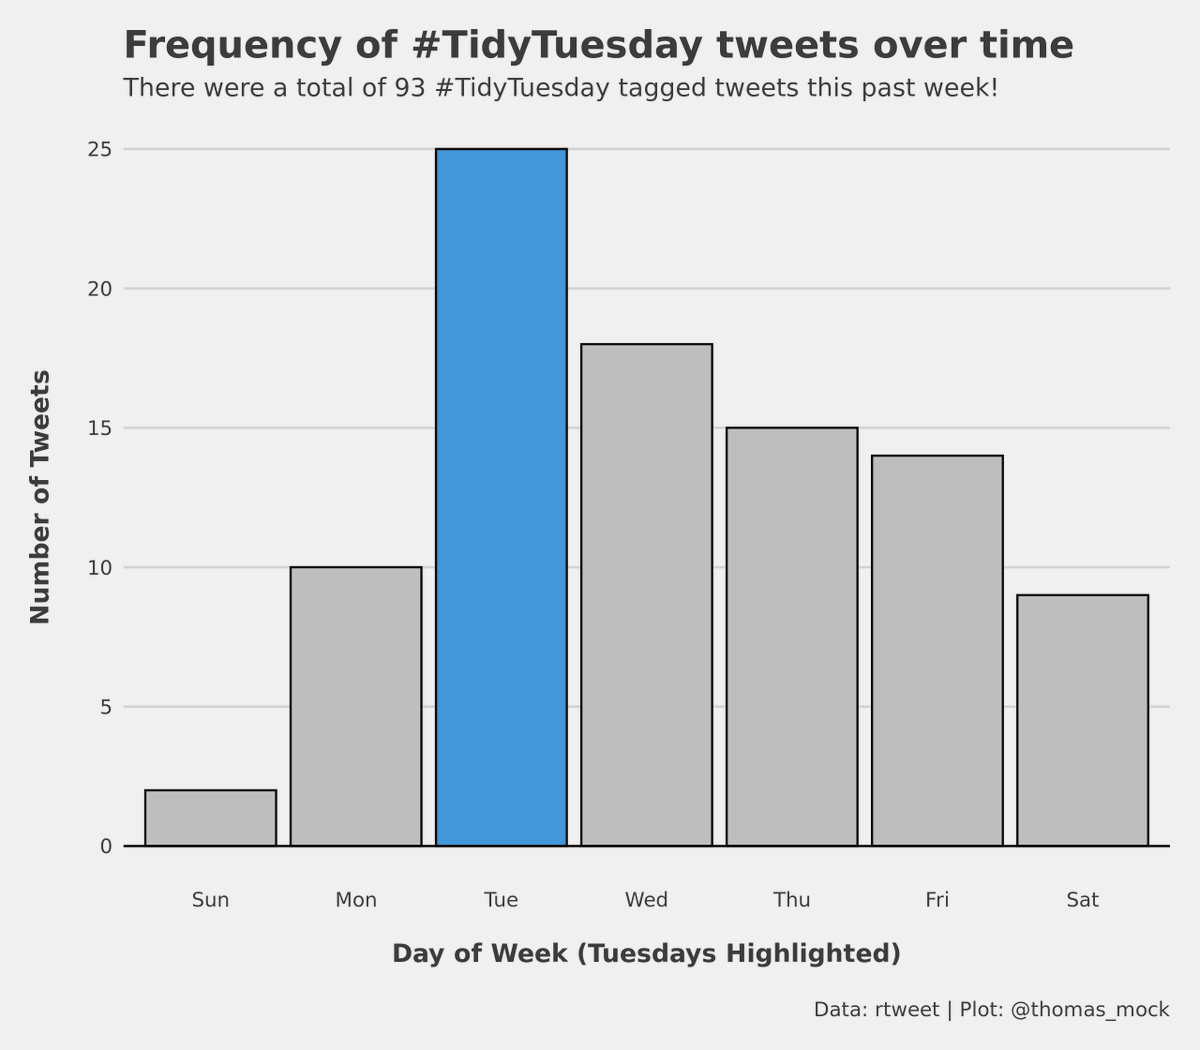 Frequency of #TidyTuesday tweets over time
There were a total of 93 #TidyTuesday tagged tweets this past week!
25
20
15
10
5
0
Number of Tweets
Sun Mon Tue Wed Thu Fri Sat
Day of Week (Tuesdays Highlighted)
Data: rtweet | Plot: @thomas_mock